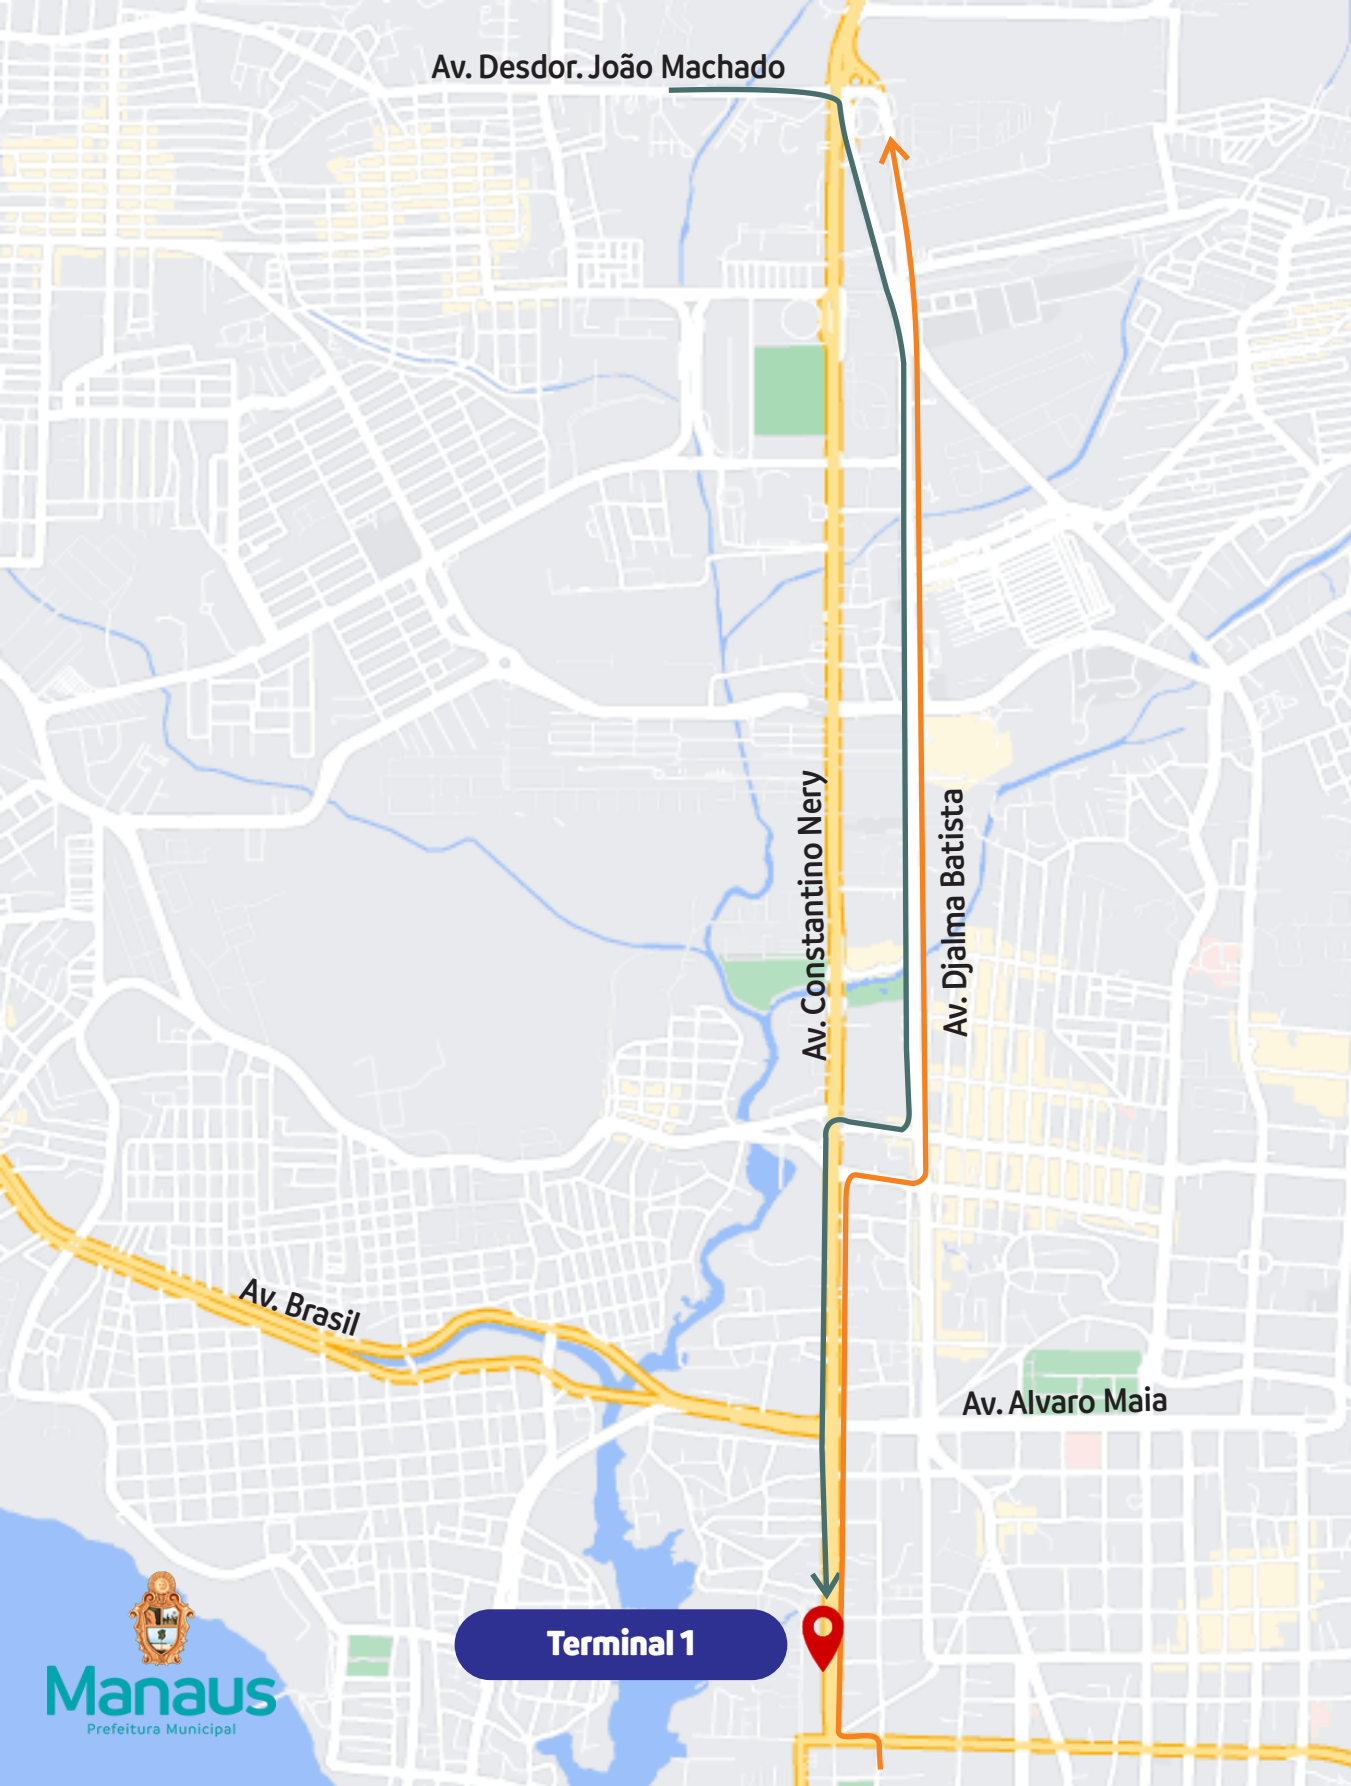 Av. Desdor. João Machado
Av. Constantino Nery
Av. Djalma Batista
Av. Brasil
Av. Alvaro Maia
Terminal 1
Manaus
Prefeitura Municipal